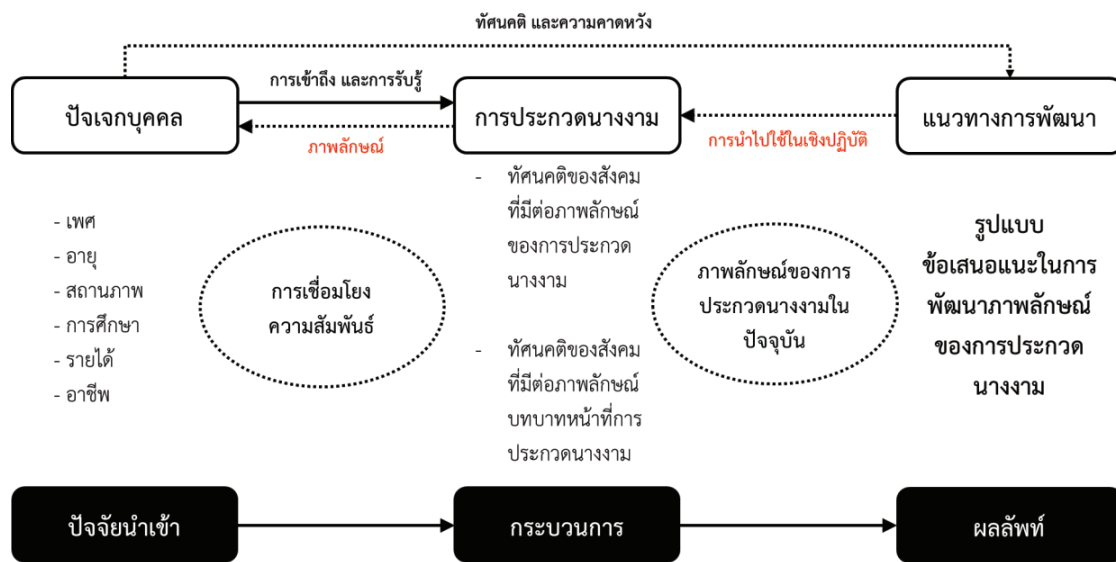 ทัศนคติ และความคาดหวัง
การเข้าถึง และการรับรู้
ปัจเจกบุคคล
การประกวดนางงาม
แนวทางการพัฒนา
ภาพลักษณ์
การนำไปใช้ในเชิงปฏิบัติ
- เพศ
- อายุ
- สถานภาพ
- การศึกษา
- รายได้
- อาชีพ
การเชื่อมโยง
ความสัมพันธ์
- ทัศนคติของสังคม
ที่มีต่อภาพลักษณ์
ของการประกวด
นางงาม
- ทัศนคติของสังคม
ที่มีต่อภาพลักษณ์
บทบาทหน้าที่การ
ประกวดนางงาม
ภาพลักษณ์ของการ
ประกวดนางงามใน
ปัจจุบัน
รูปแบบ
ข้อเสนอแนะในการ
พัฒนาภาพลักษณ์
ของการประกวด
นางงาม
ปัจจัยนำเข้า
กระบวนการ
ผลลัพท์